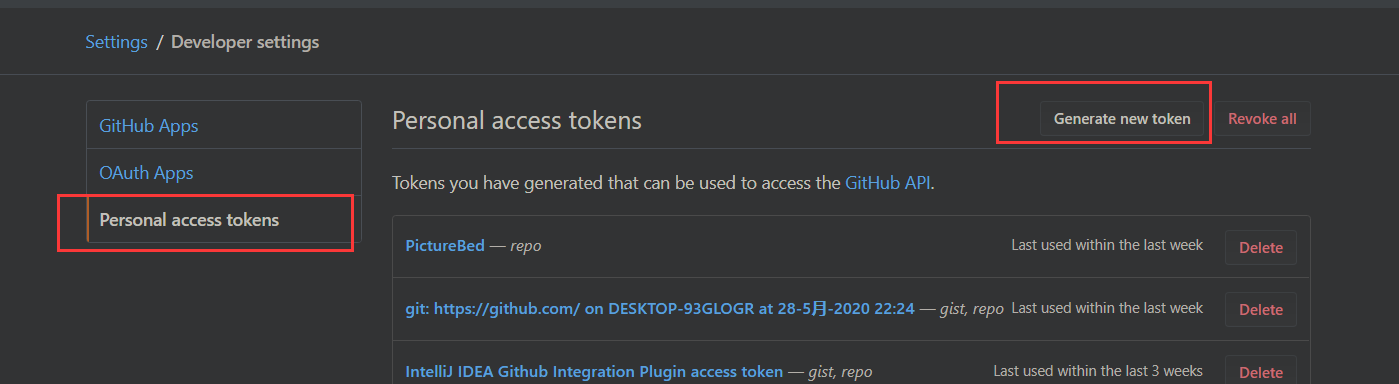 Settings / Developer settings
GitHub Apps
OAuth Apps
Personal access tokens
Personal access tokens
Generate new token
Revoke all
Tokens you have generated that can be used to access the GitHub API.
PictureBed — repo Last used within the last week Delete
git: https://github.com/ on DESKTOP-93GLOGR at 28-5月-2020 22:24 — gist, repo Last used within the last week Delete
IntelliJ IDEA Github Integration Plugin access token — gist, repo Last used within the last 3 weeks Delete